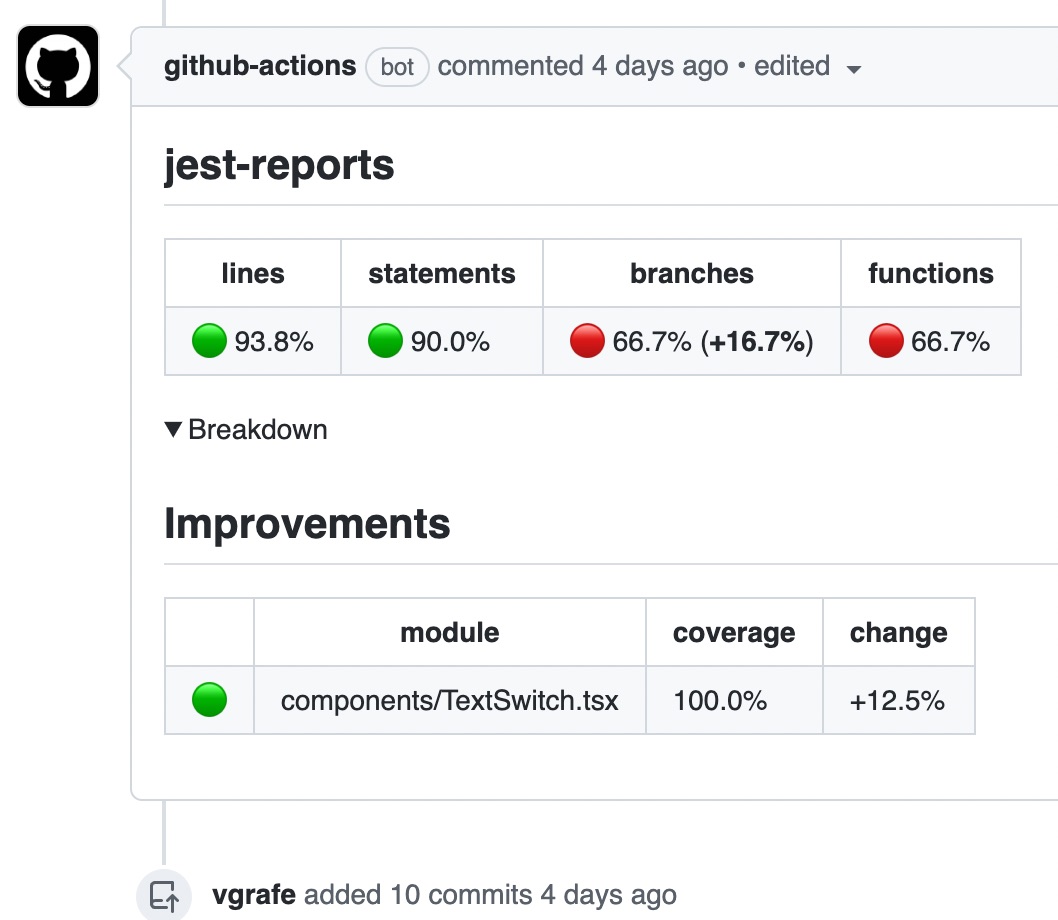 github-actions bot commented 4 days ago • edited
jest-reports
lines statements branches functions
93.8% 90.0% 66.7% (+16.7%) 66.7%
Breakdown
Improvements
module coverage change
components/TextSwitch.tsx 100.0% +12.5%
vgrafe added 10 commits 4 days ago